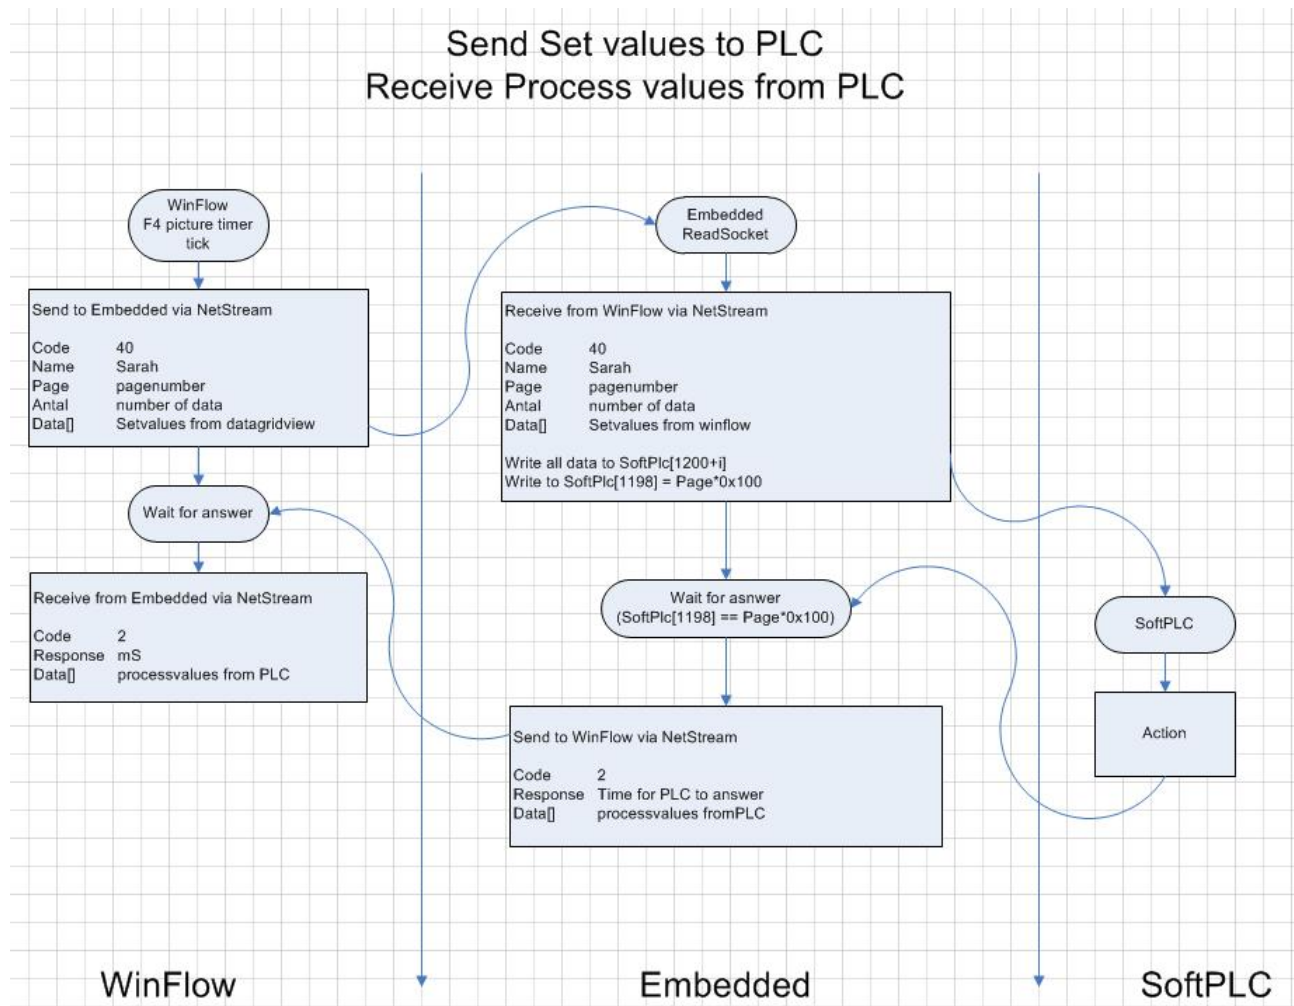 Send Set values to PLC
Receive Process values from PLC
WinFlow
F4 picture timer
tick
Send to Embedded via NetStream
Code 40
Name Sarah
Page pagenumber
Antal number of data
Data[] Setvalues from datagridview
Wait for answer
Receive from Embedded via NetStream
Code 2
Response mS
Data[] processvalues from PLC
Embedded
ReadSocket
Receive from WinFlow via NetStream
Code 40
Name Sarah
Page pagenumber
Antal number of data
Data[] Setvalues from winflow
Write all data to SoftPlc[1200+i]
Write to SoftPlc[1198] = Page*0x100
Wait for asnwer
(SoftPlc[1198] == Page*0x100)
Send to WinFlow via NetStream
Code 2
Response Time for PLC to answer
Data[] processvalues fromPLC
SoftPLC
Action
WinFlow
Embedded
SoftPLC